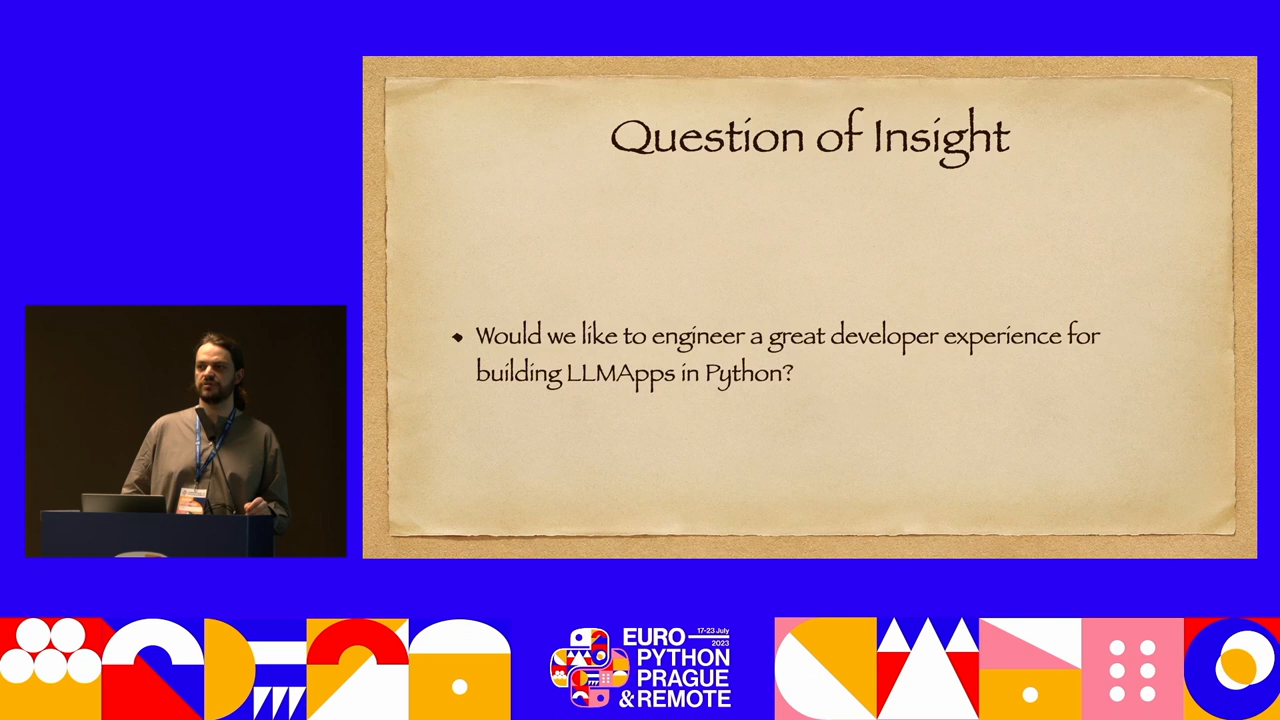 Question of Insight
Would we like to engineer a great developer experience for
building LLMApps in Python?
17-23 July
2023
EURO
PYTHON
PRAGUE
& REMOTE